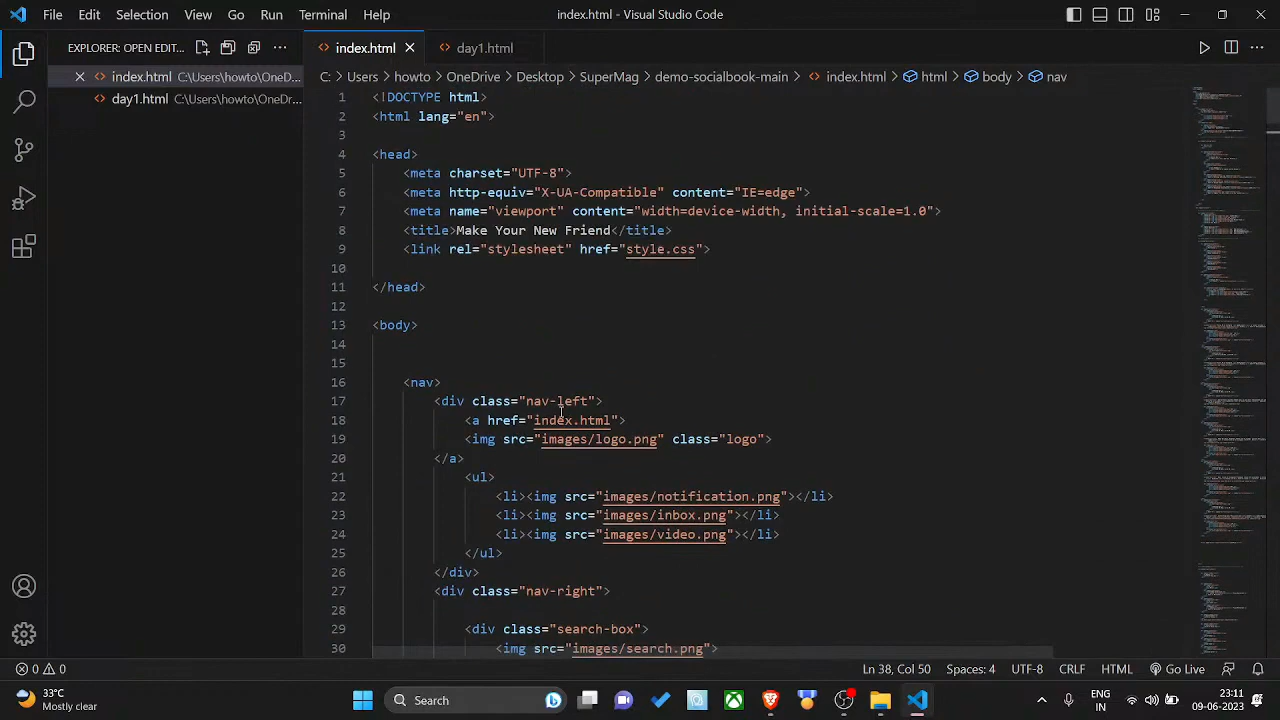 File Edit Selection View Go Run Terminal Help index.html - Visual Studio Code
EXPLORER: OPEN EDIT...
index.html day1.html
index.html C:\Users\howto\OneD...
day1.html C:\Users\howto\OneDr...
C: > Users > howto > OneDrive > Desktop > SuperMag > demo-socialbook-main > index.html > html > body > nav
1 <!DOCTYPE html>
2 <html lang="en">
3
4 <head>
5 <meta charset="UTF-8">
6 <meta http-equiv="X-UA-Compatible" content="IE=edge">
7 <meta name="viewport" content="width=device-width, initial-scale=1.0">
8 <title>Make Your New Friend</title>
9 <link rel="stylesheet" href="style.css">
10
11 </head>
12
13 <body>
14
15
16 <nav>
17 <div class="nav-left">
18 <a href="index.html">
19 <img src="images/logo.png" class="logo">
20 </a>
21 <ul>
22 <li><img src="images/notification.png"></li>
23 <li><img src="images/inbox.png"></li>
24 <li><img src="images/video.png"></li>
25 </ul>
26 </div>
27 <div class="nav-right">
28
29 <div class="search-box">
30 <img src="images/search.png">
0 0 Ln 38, Col 50 Spaces: 4 UTF-8 CRLF HTML Go Live
33°C
Mostly clear
Search
ENG
IN
23:11
09-06-2023